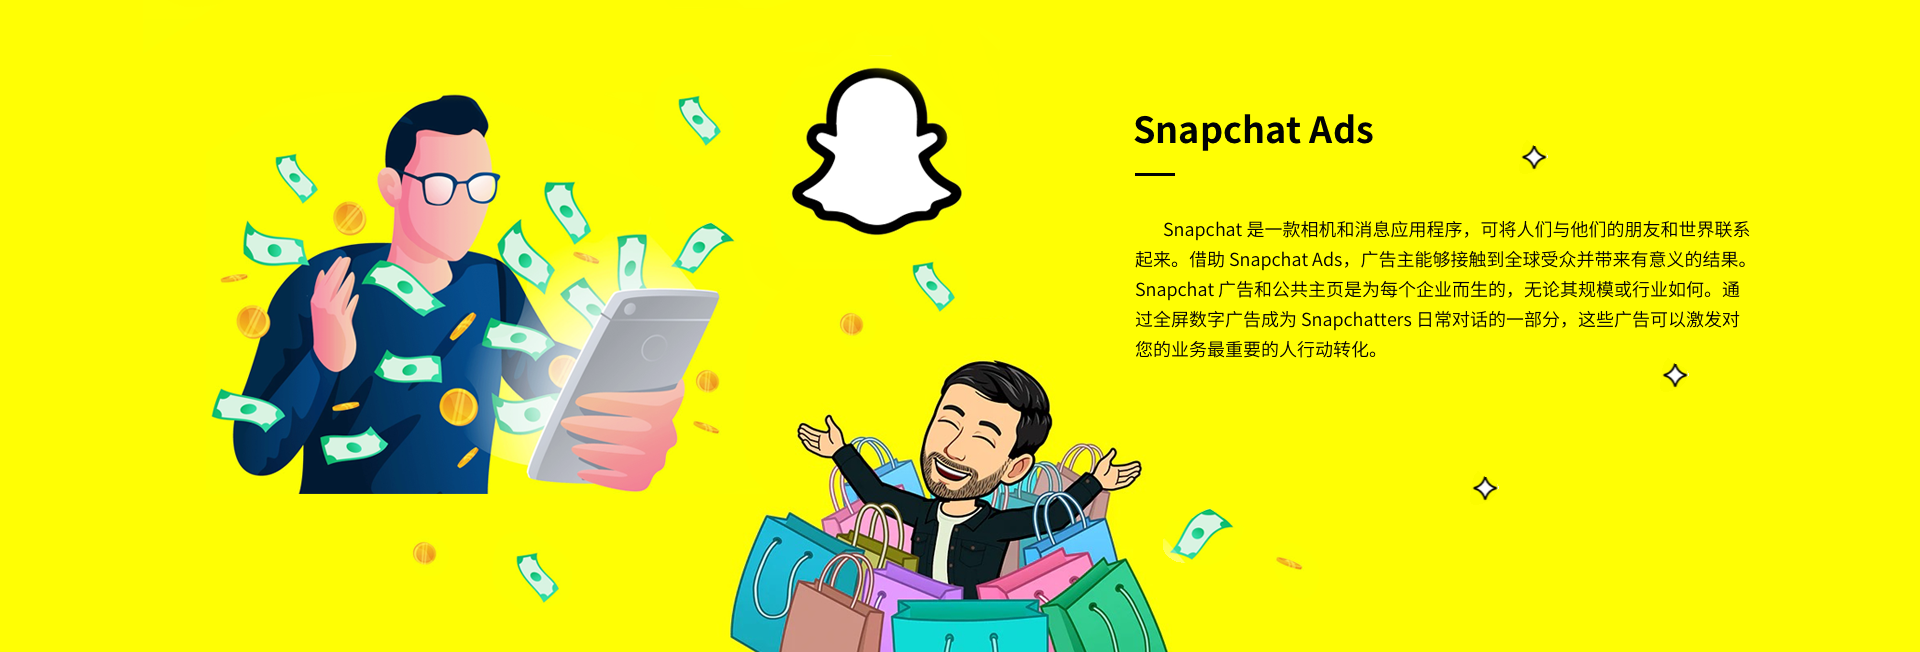 Snapchat Ads
Snapchat 是一款相机和消息应用程序，可将人们与他们的朋友和世界联系
起来。借助 Snapchat Ads，广告主能够接触到全球受众并带来有意义的结果。
Snapchat 广告和公共主页是为每个企业而生的，无论其规模或行业如何。通
过全屏数字广告成为 Snapchatters 日常对话的一部分，这些广告可以激发对
您的业务最重要的人行动转化。